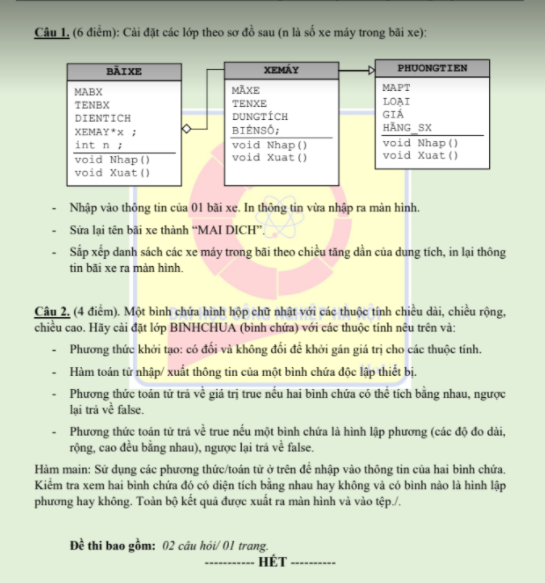 Câu 1. (6 điểm): Cài đặt các lớp theo sơ đồ sau (n là số xe máy trong bãi xe):
BÃIXE
MABX
TENBX
DIENTICH
XEMAY*x ;
int n ;
void Nhap()
void Xuat()
XEMÁY
MÃXE
TENXE
DUNGTÍCH
BIÊNSÔ;
void Nhap()
void Xuat()
PHUONGTIEN
MAPT
LOẠI
GIÁ
HÃNG_SX
void Nhap()
void Xuat()
- Nhập vào thông tin của 01 bãi xe. In thông tin vừa nhập ra màn hình.
- Sửa lại tên bãi xe thành “MAI DICH”.
- Sắp xếp danh sách các xe máy trong bãi theo chiều tăng dần của dung tích, in lại thông
tin bãi xe ra màn hình.
Câu 2. (4 điểm). Một bình chứa hình hộp chữ nhật với các thuộc tính chiều dài, chiều rộng,
chiều cao. Hãy cài đặt lớp BINHCHUA (bình chứa) với các thuộc tính nêu trên và:
- Phương thức khởi tạo: có đối và không đối để khởi gán giá trị cho các thuộc tính.
- Hàm toán tử nhập/ xuất thông tin của một bình chứa độc lập thiết bị.
- Phương thức toán tử trả về giá trị true nếu hai bình chứa có thể tích bằng nhau, ngược
lại trả về false.
- Phương thức toán tử trả về true nếu một bình chứa là hình lập phương (các độ đo dài,
rộng, cao đều bằng nhau), ngược lại trả về false.
Hàm main: Sử dụng các phương thức/toán tử ở trên để nhập vào thông tin của hai bình chứa.
Kiểm tra xem hai bình chứa đó có diện tích bằng nhau hay không và có bình nào là hình lập
phương hay không. Toàn bộ kết quả được xuất ra màn hình và vào tệp./.
Đề thi bao gồm: 02 câu hỏi/ 01 trang.
----------- HẾT ----------